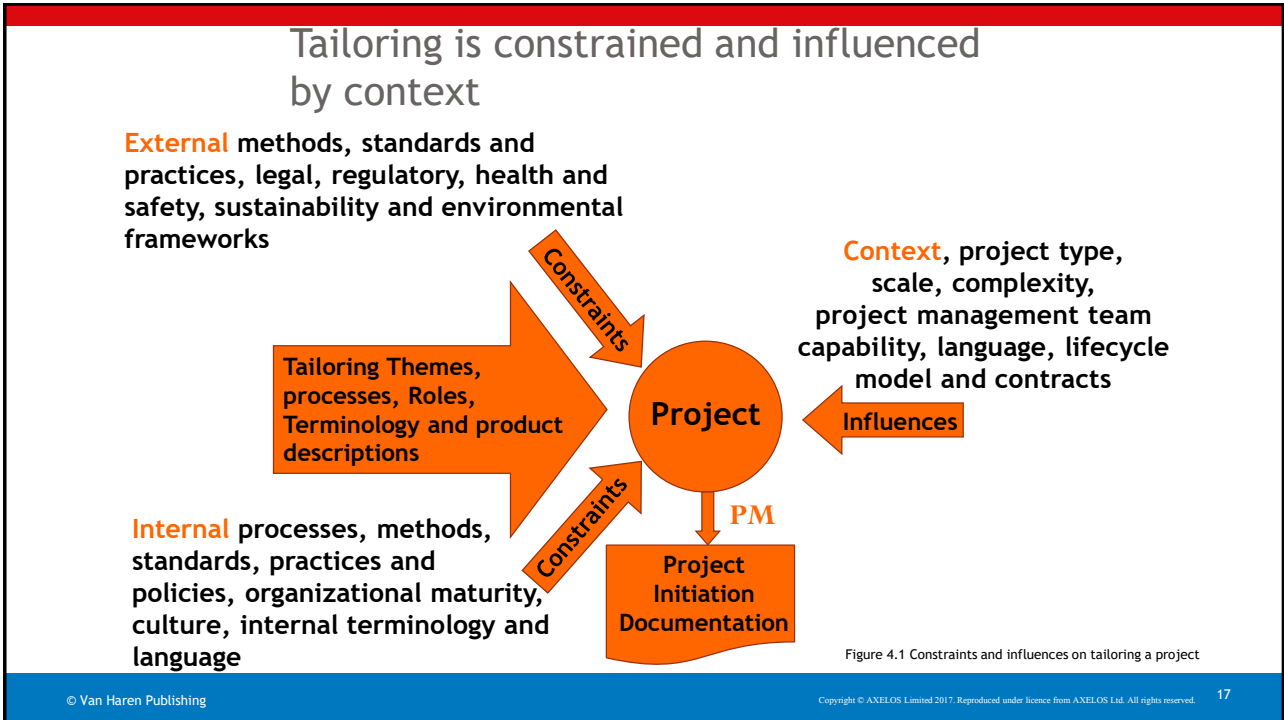 Tailoring is constrained and influenced
by context
External methods, standards and
practices, legal, regulatory, health and
safety, sustainability and environmental
frameworks
Constraints
Context, project type,
scale, complexity,
project management team
capability, language, lifecycle
model and contracts
Tailoring Themes,
processes, Roles,
Terminology and product
descriptions
Project
Influences
Constraints
PM
Internal processes, methods,
standards, practices and
policies, organizational maturity,
culture, internal terminology and
language
Project
Initiation
Documentation
Figure 4.1 Constraints and influences on tailoring a project
© Van Haren Publishing
Copyright © AXELOS Limited 2017. Reproduced under licence from AXELOS Ltd. All rights reserved.
17